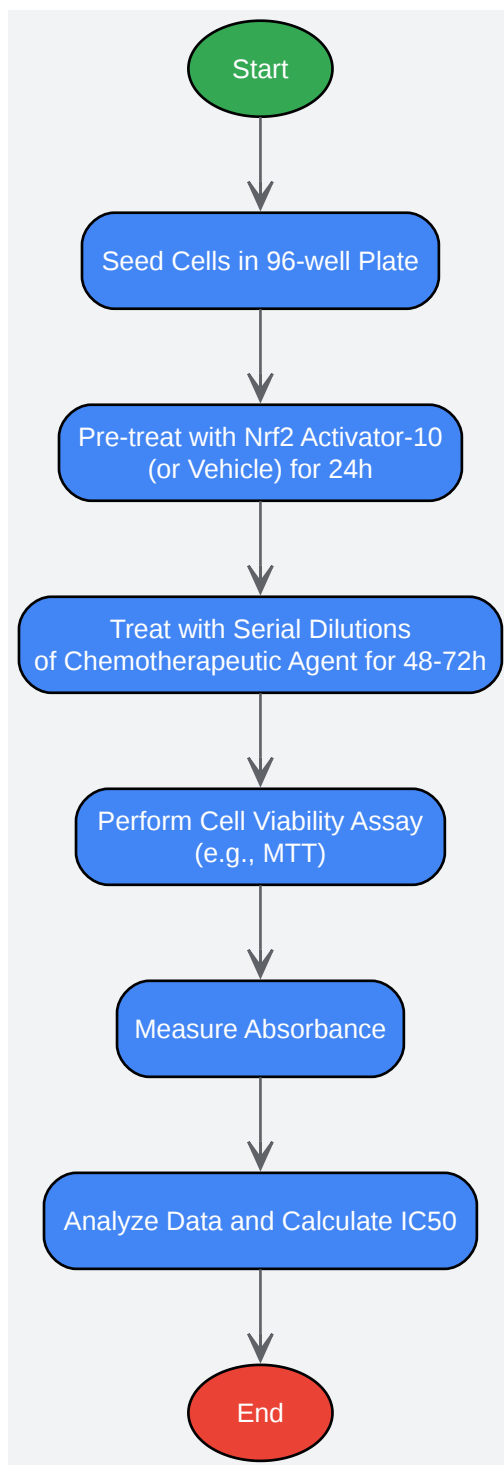 Start
Seed Cells in 96-well Plate
Pre-treat with Nrf2 Activator-10
(or Vehicle) for 24h
Treat with Serial Dilutions
of Chemotherapeutic Agent for 48-72h
Perform Cell Viability Assay
(e.g., MTT)
Measure Absorbance
Analyze Data and Calculate IC50
End